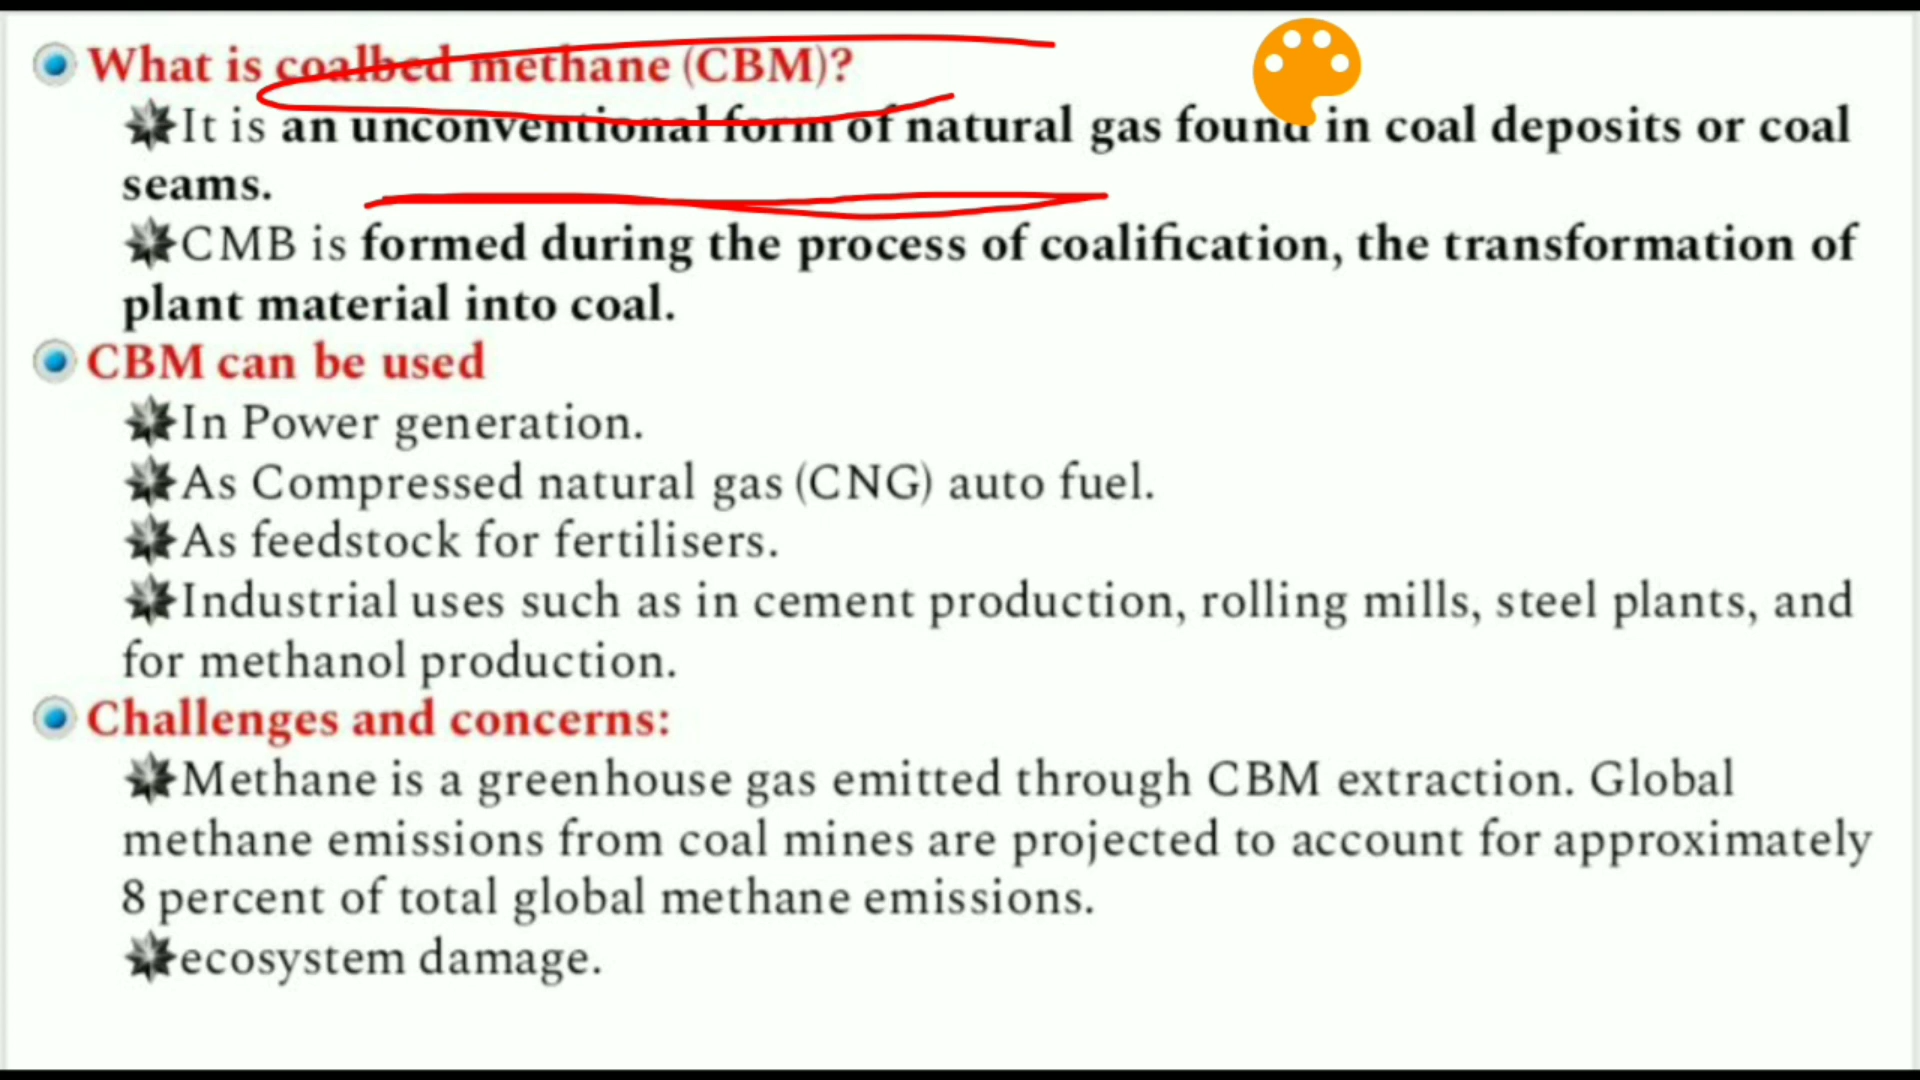 What is coalbed methane (CBM)?
It is an unconventional form of natural gas found in coal deposits or coal
seams.
CMB is formed during the process of coalification, the transformation of
plant material into coal.
CBM can be used
In Power generation.
As Compressed natural gas (CNG) auto fuel.
As feedstock for fertilisers.
Industrial uses such as in cement production, rolling mills, steel plants, and
for methanol production.
Challenges and concerns:
Methane is a greenhouse gas emitted through CBM extraction. Global
methane emissions from coal mines are projected to account for approximately
8 percent of total global methane emissions.
ecosystem damage.